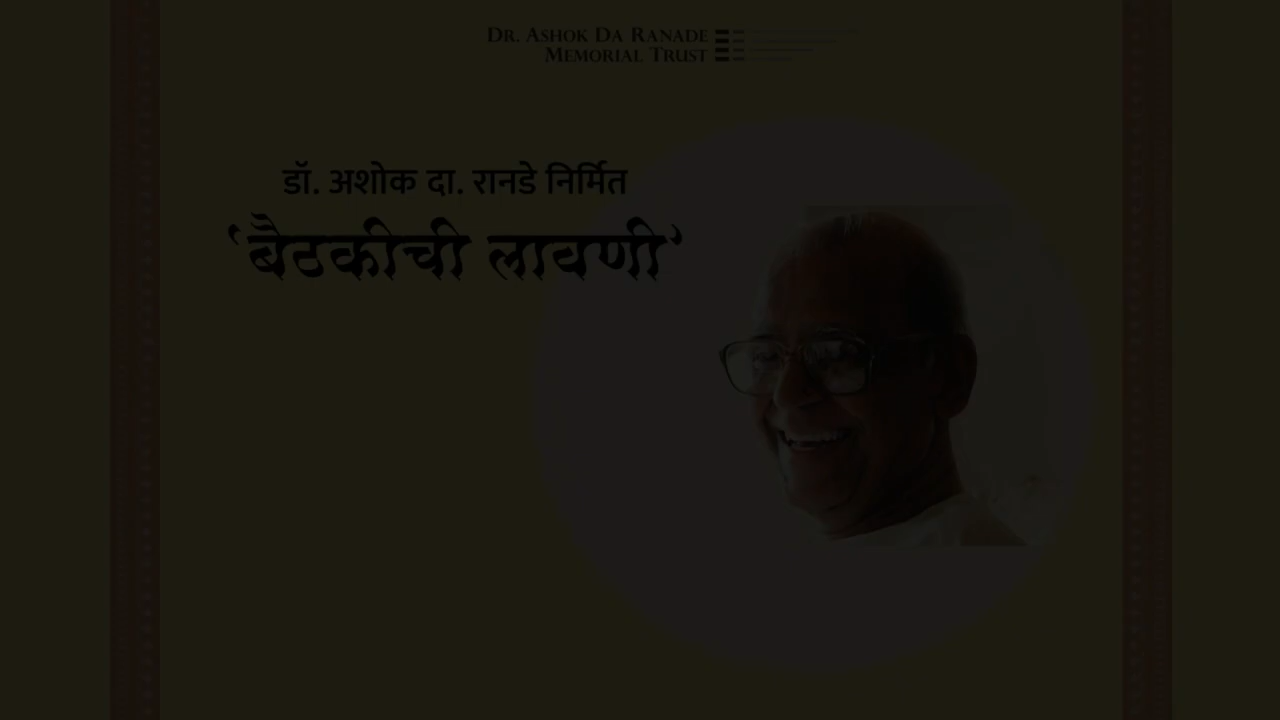 DR. ASHOK DA RANADE
MEMORIAL TRUST
डॉ. अशोक दा. रानडे निर्मित
‘बैठकीची लावणी’